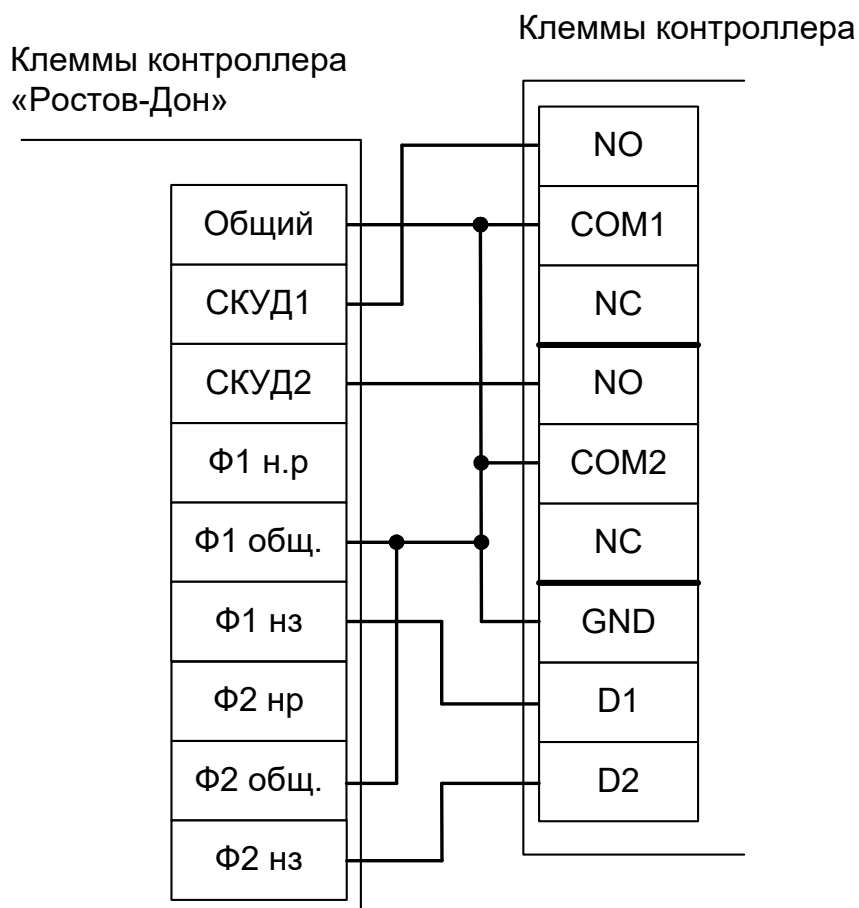 Клеммы контроллера
Клеммы контроллера
«Ростов-Дон»
Общий
СКУД1
СКУД2
Ф1 н.р
Ф1 общ.
Ф1 нз
Ф2 нр
Ф2 общ.
Ф2 нз
NO
COM1
NC
NO
COM2
NC
GND
D1
D2